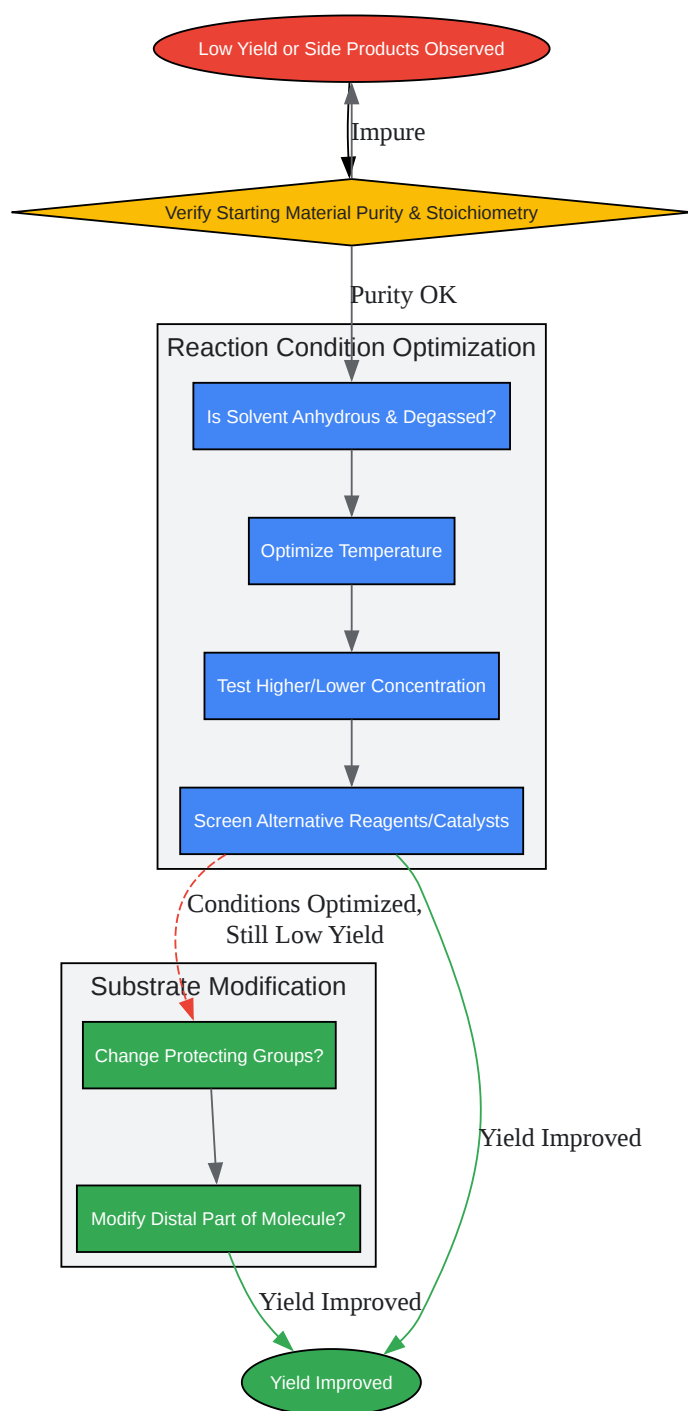 Low Yield or Side Products Observed
Impure
Verify Starting Material Purity & Stoichiometry
Purity OK
Reaction Condition Optimization
Is Solvent Anhydrous & Degassed?
Optimize Temperature
Test Higher/Lower Concentration
Screen Alternative Reagents/Catalysts
Conditions Optimized,
Still Low Yield
Substrate Modification
Change Protecting Groups?
Yield Improved
Modify Distal Part of Molecule?
Yield Improved
Yield Improved